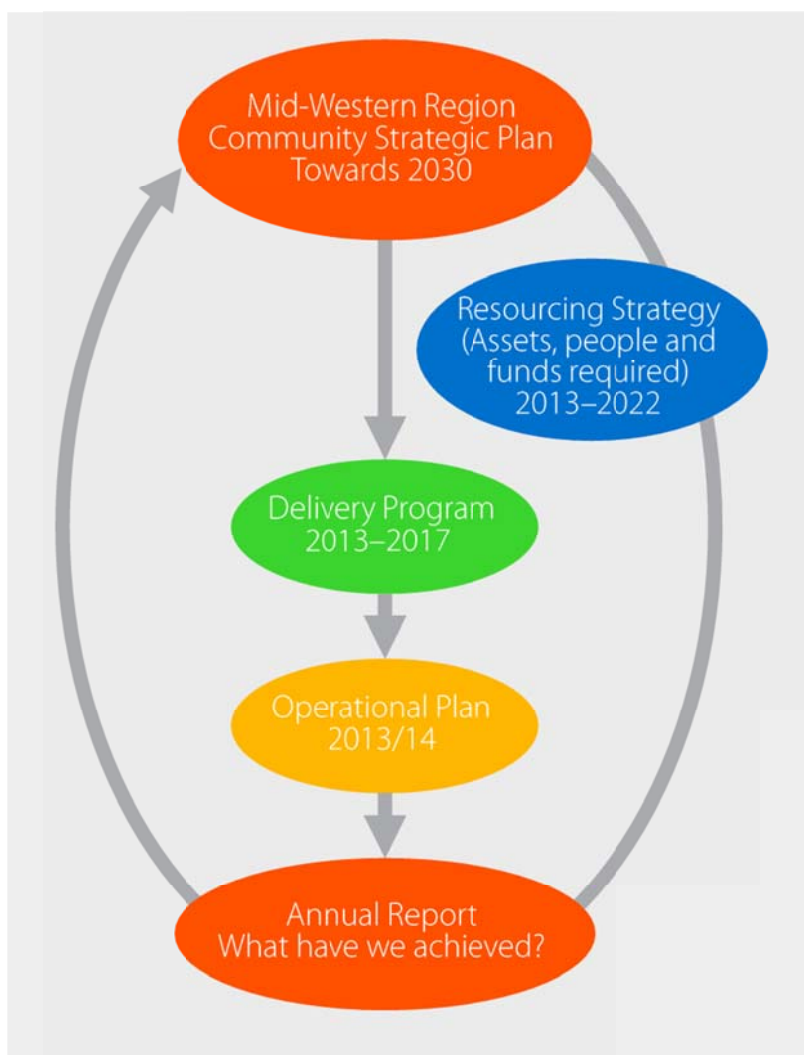 Mid-Western Region
Community Strategic Plan
Towards 2030
Resourcing Strategy
(Assets, people and
funds required)
2013–2022
Delivery Program
2013–2017
Operational Plan
2013/14
Annual Report
What have we achieved?